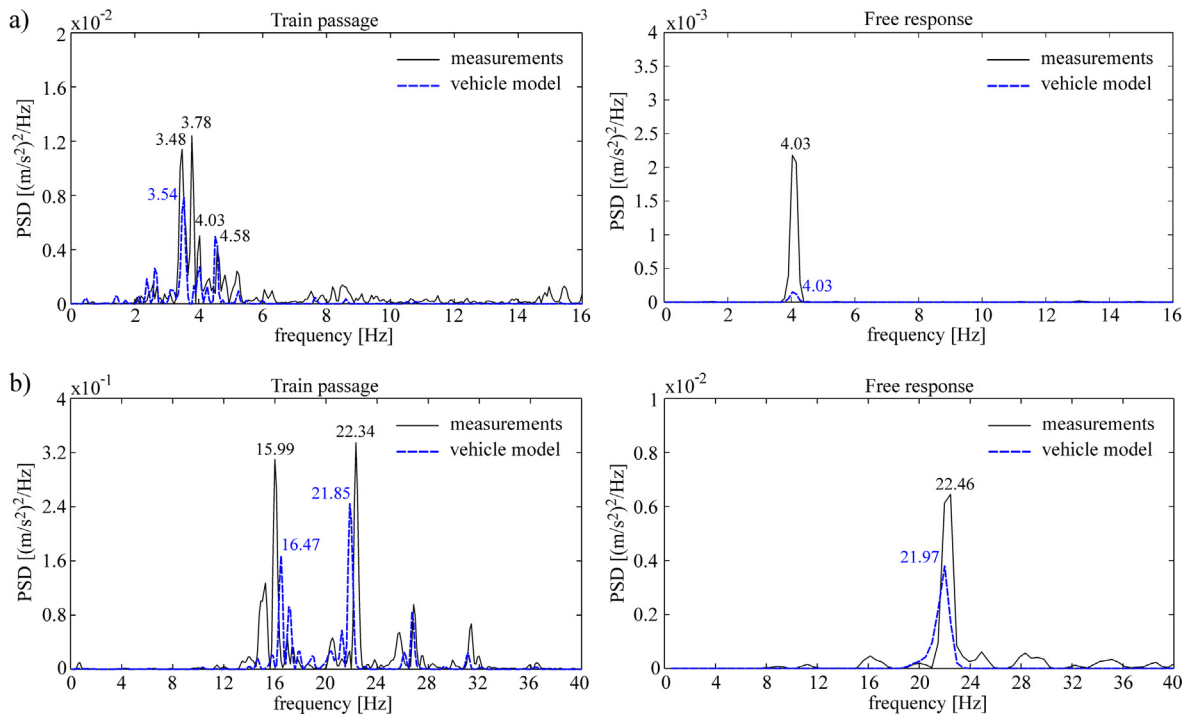 a)
Train passage
x10⁻²
2
1.6
1.2
0.8
0.4
0
PSD [(m/s²)²/Hz]
measurements
vehicle model
3.78
3.48
3.54
4.03
4.58
0 2 4 6 8 10 12 14 16
frequency [Hz]
Free response
x10⁻³
4
3.5
3
2.5
2
1.5
1
0.5
0
PSD [(m/s²)²/Hz]
measurements
vehicle model
4.03
4.03
0 2 4 6 8 10 12 14 16
frequency [Hz]
b)
Train passage
x10⁻¹
4
3.2
2.4
1.6
0.8
0
PSD [(m/s²)²/Hz]
measurements
vehicle model
22.34
15.99
21.85
16.47
0 4 8 12 16 20 24 28 32 36 40
frequency [Hz]
Free response
x10⁻²
1
0.8
0.6
0.4
0.2
0
PSD [(m/s²)²/Hz]
measurements
vehicle model
22.46
21.97
0 4 8 12 16 20 24 28 32 36 40
frequency [Hz]